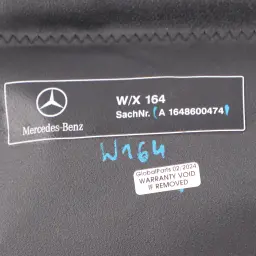 W/X 164
SachNr. (A 1648600474)
Mercedes-Benz
W164
GlobalParts 02/2024
WARRANTY VOID
IF REMOVED